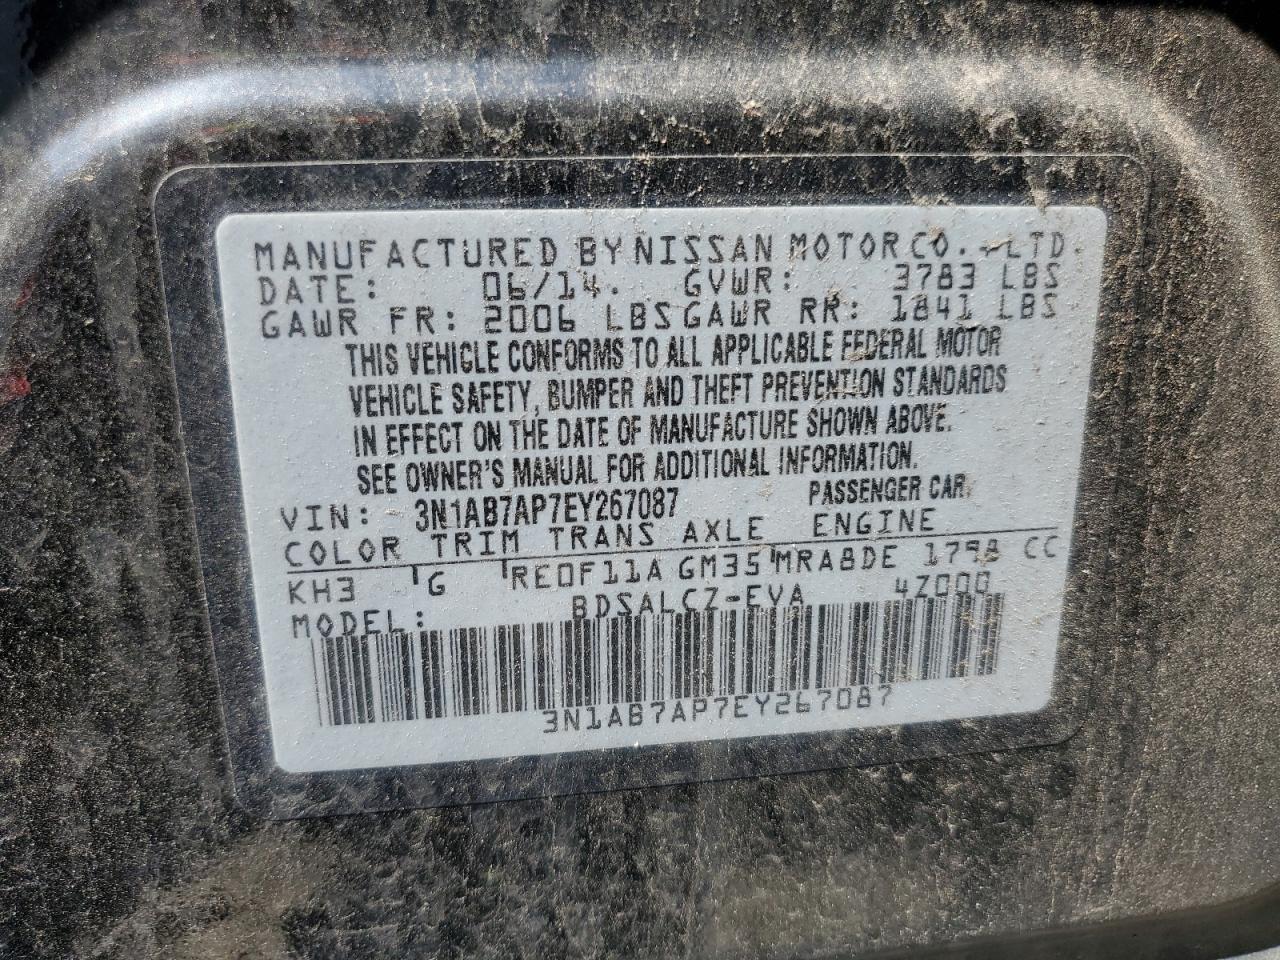 MANUFACTURED BY NISSAN MOTOR CO., LTD.
DATE: 06/14. GVWR: 3783 LBS
GAWR FR: 2006 LBS GAWR RR: 1841 LBS
THIS VEHICLE CONFORMS TO ALL APPLICABLE FEDERAL MOTOR
VEHICLE SAFETY, BUMPER AND THEFT PREVENTION STANDARDS
IN EFFECT ON THE DATE OF MANUFACTURE SHOWN ABOVE.
SEE OWNER'S MANUAL FOR ADDITIONAL INFORMATION.
VIN: 3N1AB7AP7EY267087 PASSENGER CAR
COLOR TRIM TRANS AXLE ENGINE
KH3 G RE0F11A GM35 MRA8DE 1798 CC
MODEL: BDSALCZ-EVA 4Z000
3N1AB7AP7EY267087